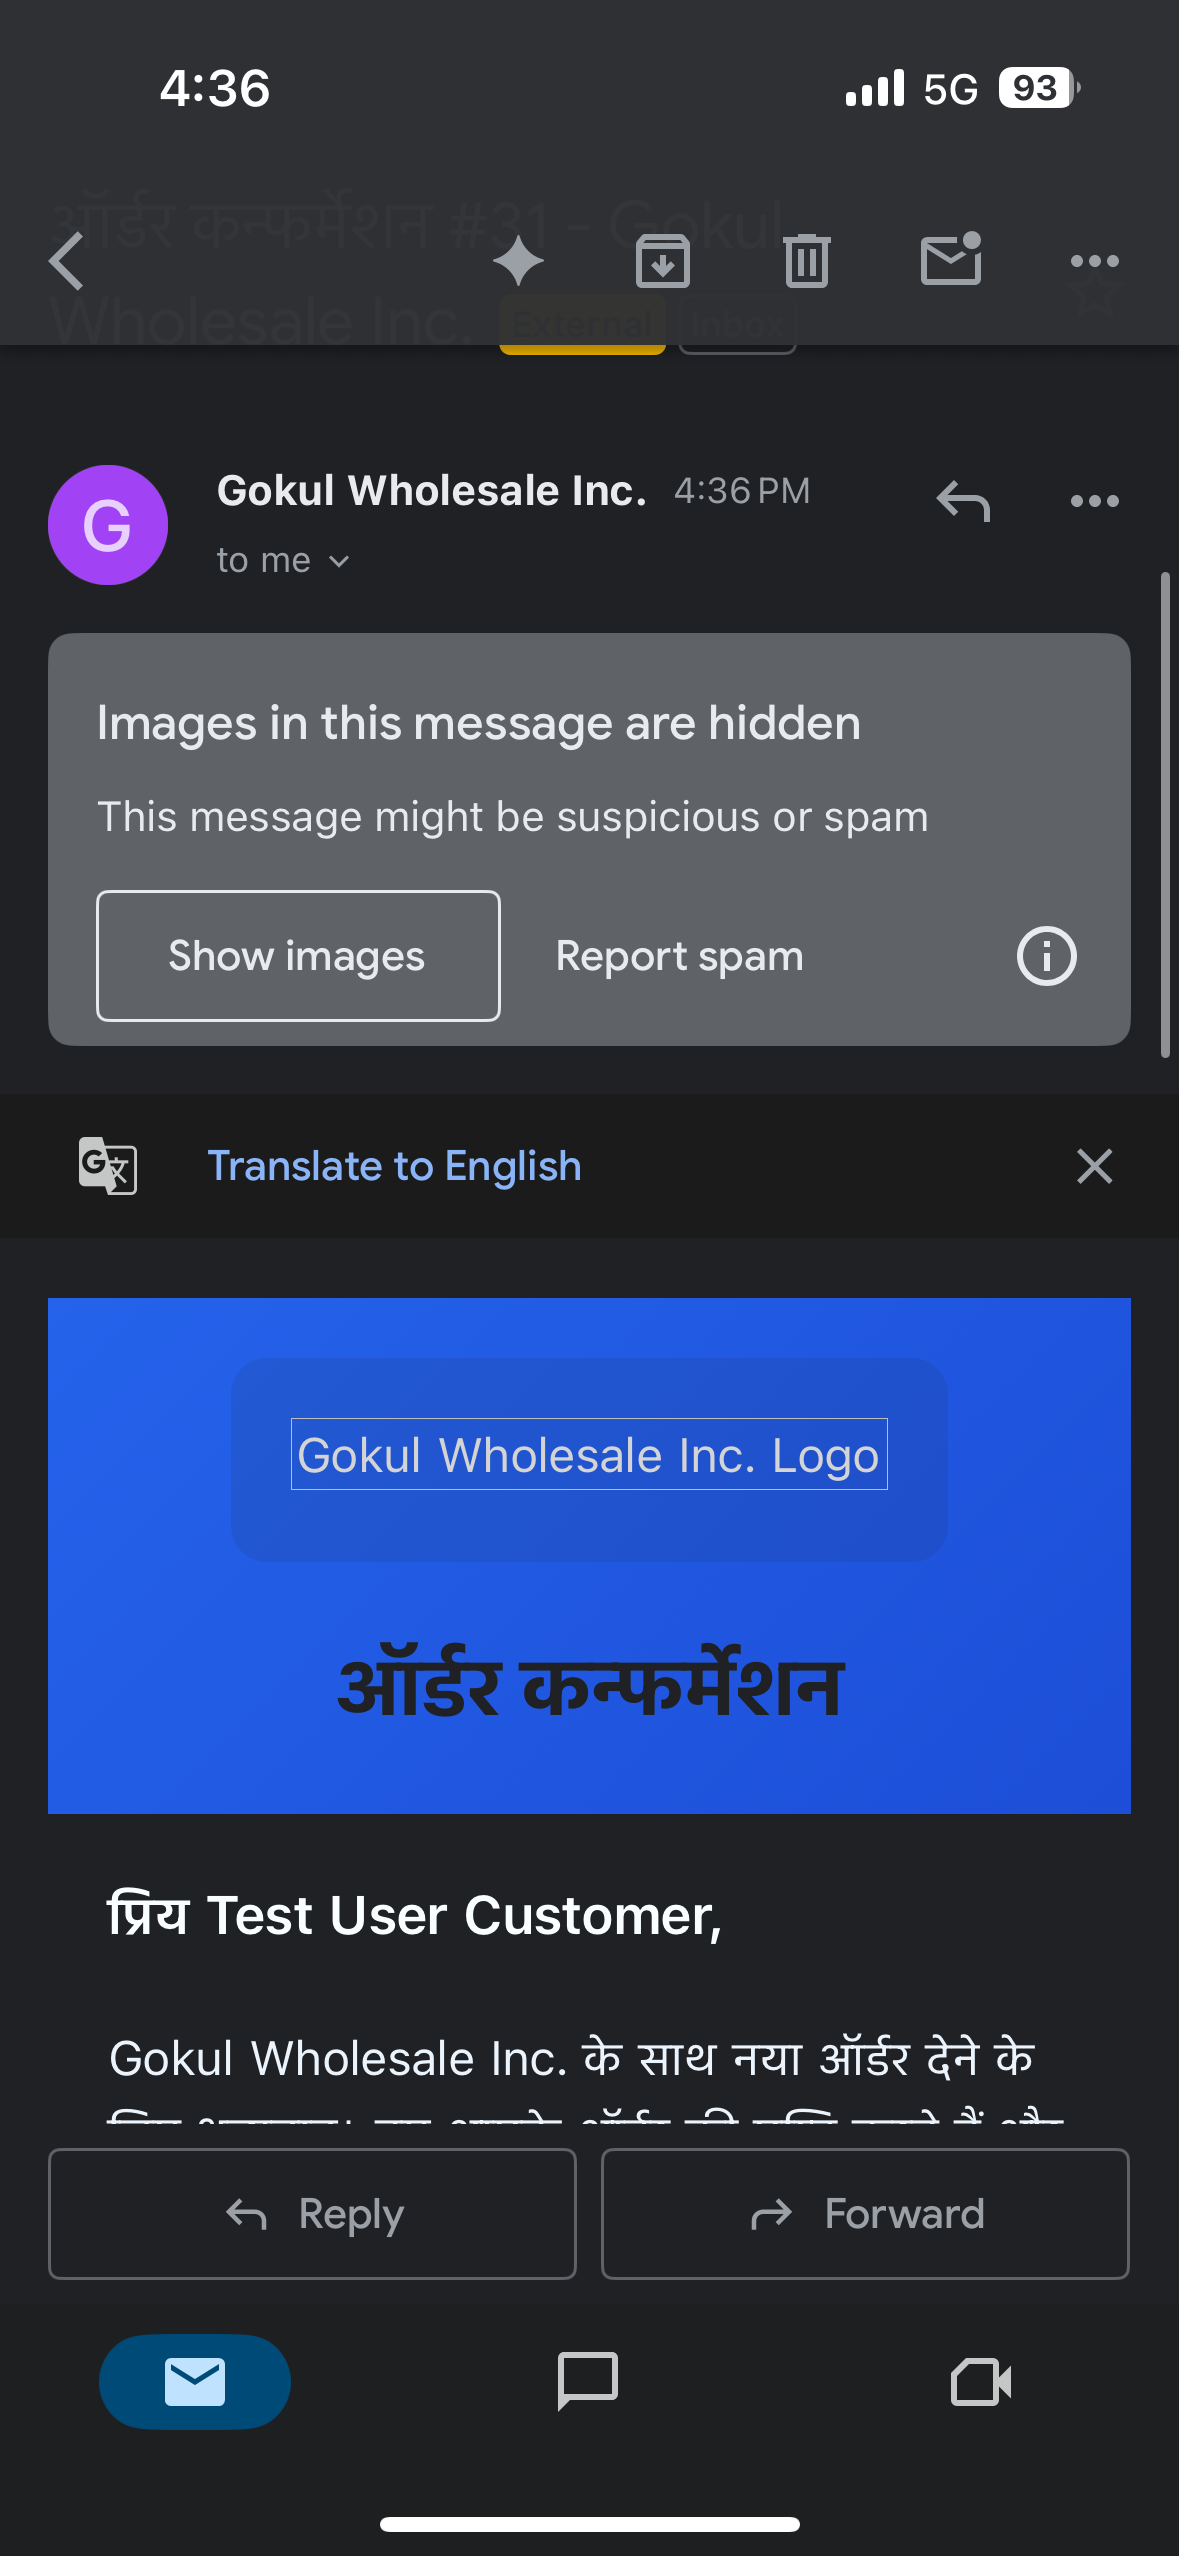 4:36
5G 93
ऑर्डर कन्फर्मेशन #31 - Gokul
Wholesale Inc. External Inbox
G Gokul Wholesale Inc. 4:36 PM
to me
Images in this message are hidden
This message might be suspicious or spam
Show images Report spam
Translate to English
Gokul Wholesale Inc. Logo
ऑर्डर कन्फर्मेशन
प्रिय Test User Customer,
Gokul Wholesale Inc. के साथ नया ऑर्डर देने के
Reply Forward